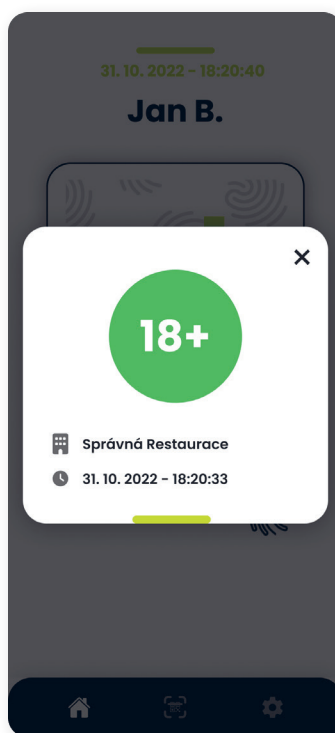 31. 10. 2022 - 18:20:40
Jan B.
18+
Správná Restaurace
31. 10. 2022 - 18:20:33